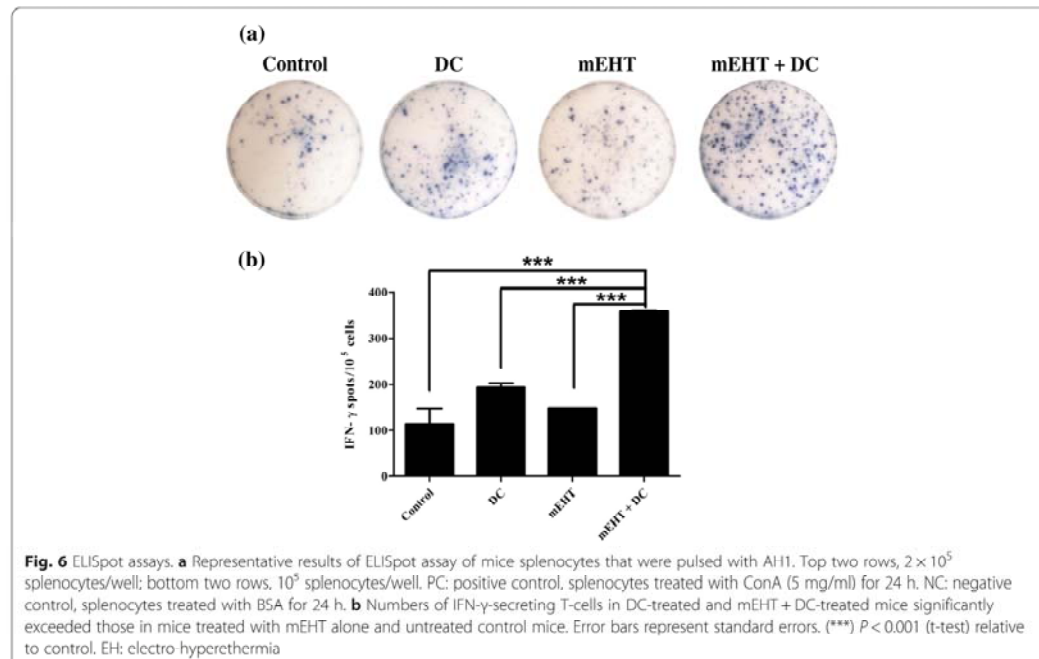 (a)
Control DC mEHT mEHT + DC
(b)
***
***
***
IFN- γ spots/10⁵ cells
400
300
200
100
0
Control
DC
mEHT
mEHT + DC
Fig. 6 ELISpot assays. a Representative results of ELISpot assay of mice splenocytes that were pulsed with AH1. Top two rows, 2 × 10⁵
splenocytes/well; bottom two rows, 10⁵ splenocytes/well. PC: positive control, splenocytes treated with ConA (5 mg/ml) for 24 h. NC: negative
control, splenocytes treated with BSA for 24 h. b Numbers of IFN-γ-secreting T-cells in DC-treated and mEHT + DC-treated mice significantly
exceeded those in mice treated with mEHT alone and untreated control mice. Error bars represent standard errors. (***) P < 0.001 (t-test) relative
to control. EH: electro-hyperethermia